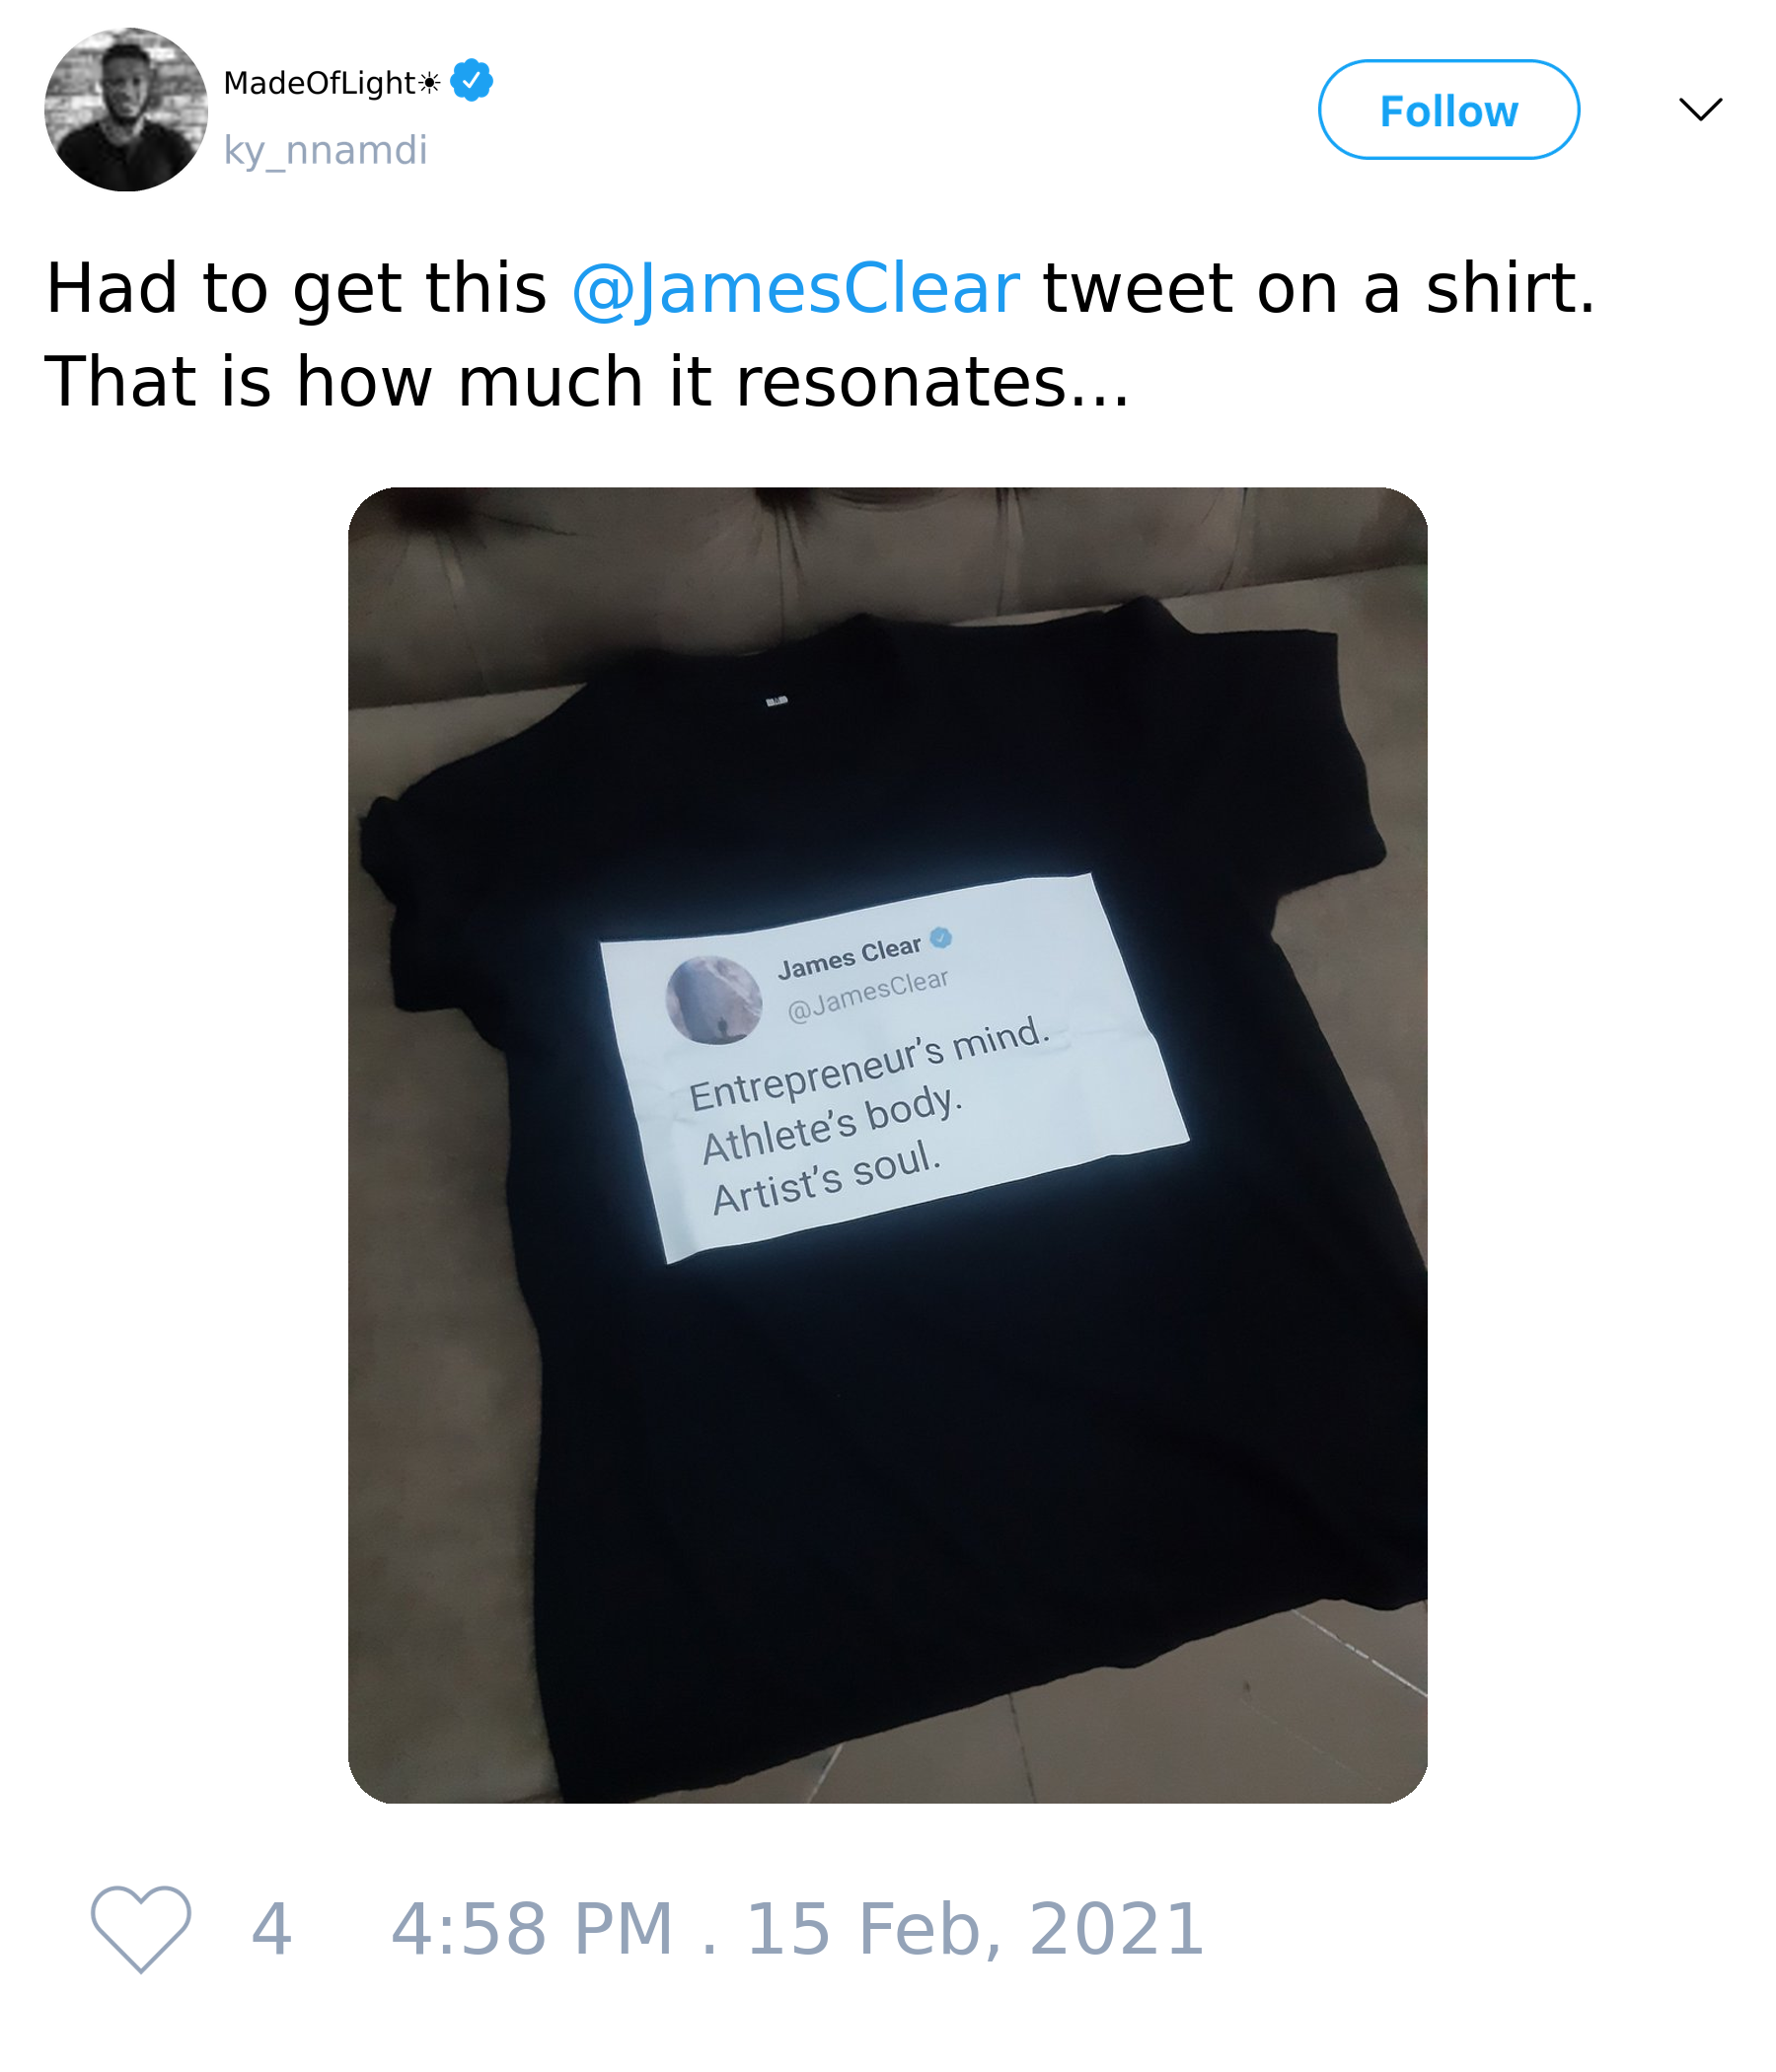 MadeOfLight☀
ky_nnamdi
Follow
Had to get this @JamesClear tweet on a shirt.
That is how much it resonates...
James Clear
@JamesClear
Entrepreneur’s mind.
Athlete’s body.
Artist’s soul.
4 4:58 PM . 15 Feb, 2021